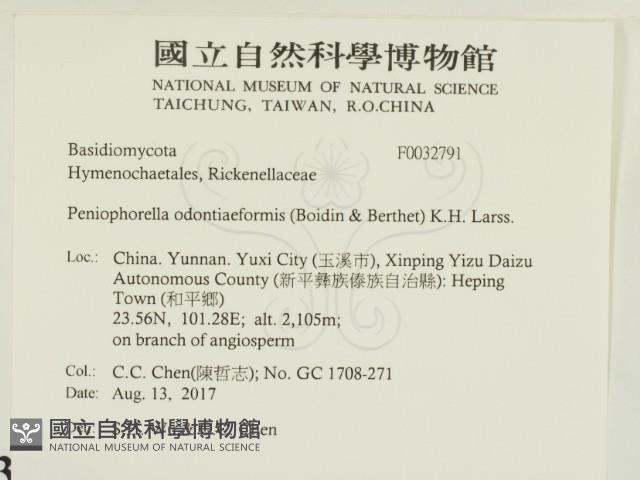 國立自然科學博物館
NATIONAL MUSEUM OF NATURAL SCIENCE
TAICHUNG, TAIWAN, R.O.CHINA
Basidiomycota F0032791
Hymenochaetales, Rickenellaceae
Peniophorella odontiaeformis (Boidin & Berthet) K.H. Larss.
Loc.: China. Yunnan. Yuxi City (玉溪市), Xinping Yizu Daizu
Autonomous County (新平彝族傣族自治縣): Heping
Town (和平鄉)
23.56N, 101.28E; alt. 2,105m;
on branch of angiosperm
Col.: C.C. Chen(陳哲志); No. GC 1708-271
Date: Aug. 13, 2017
國立自然科學博物館
NATIONAL MUSEUM OF NATURAL SCIENCE